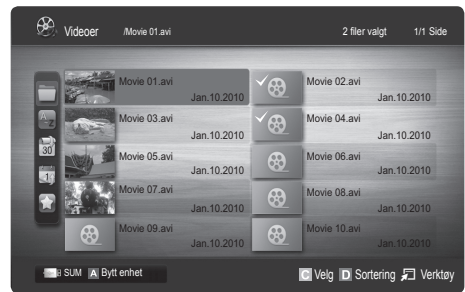 Videoer /Movie 01.avi 2 filer valgt 1/1 Side
Movie 01.avi Movie 02.avi
Jan.10.2010 Jan.10.2010
Movie 03.avi Movie 04.avi
Jan.10.2010 Jan.10.2010
Movie 05.avi Movie 06.avi
Jan.10.2010 Jan.10.2010
Movie 07.avi Movie 08.avi
Jan.10.2010 Jan.10.2010
Movie 09.avi Movie 10.avi
Jan.10.2010 Jan.10.2010
A Z
30
1
SUM A Bytt enhet C Velg D Sortering Verktøy